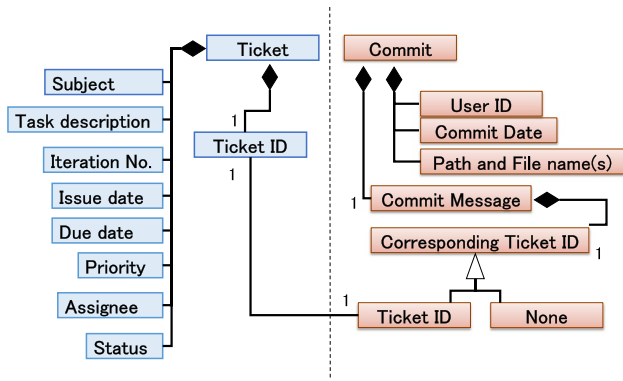 Ticket
Subject
Task description
Iteration No.
Issue date
Due date
Priority
Assignee
Status
1
Ticket ID
1
Commit
User ID
Commit Date
Path and File name(s)
1
Commit Message
Corresponding Ticket ID
1
1
Ticket ID
None